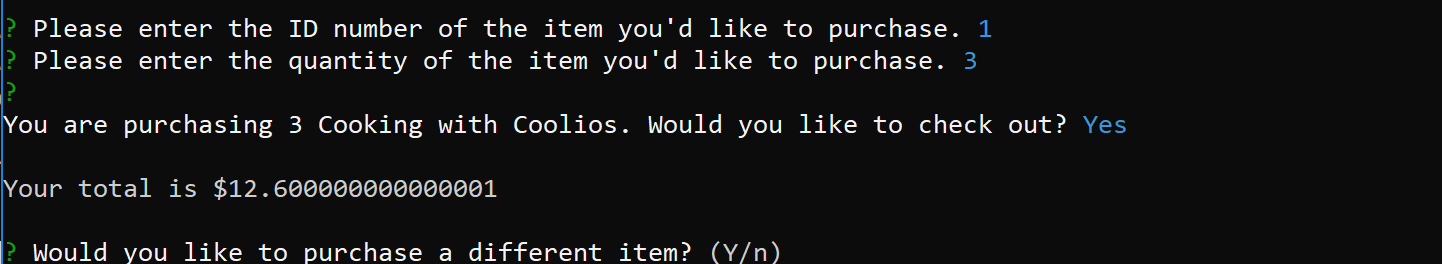 ? Please enter the ID number of the item you'd like to purchase. 1
? Please enter the quantity of the item you'd like to purchase. 3
?
You are purchasing 3 Cooking with Coolios. Would you like to check out? Yes
Your total is $12.600000000000001
? Would you like to purchase a different item? (Y/n)